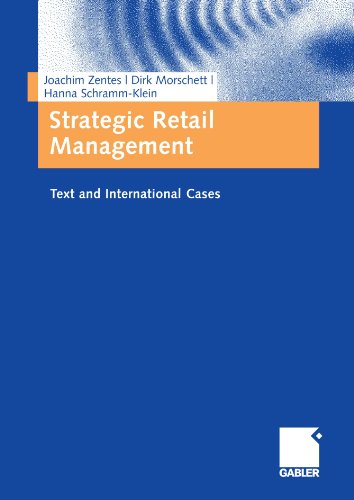 Joachim Zentes | Dirk Morschett |
Hanna Schramm-Klein
Strategic Retail
Management
Text and International Cases
GABLER